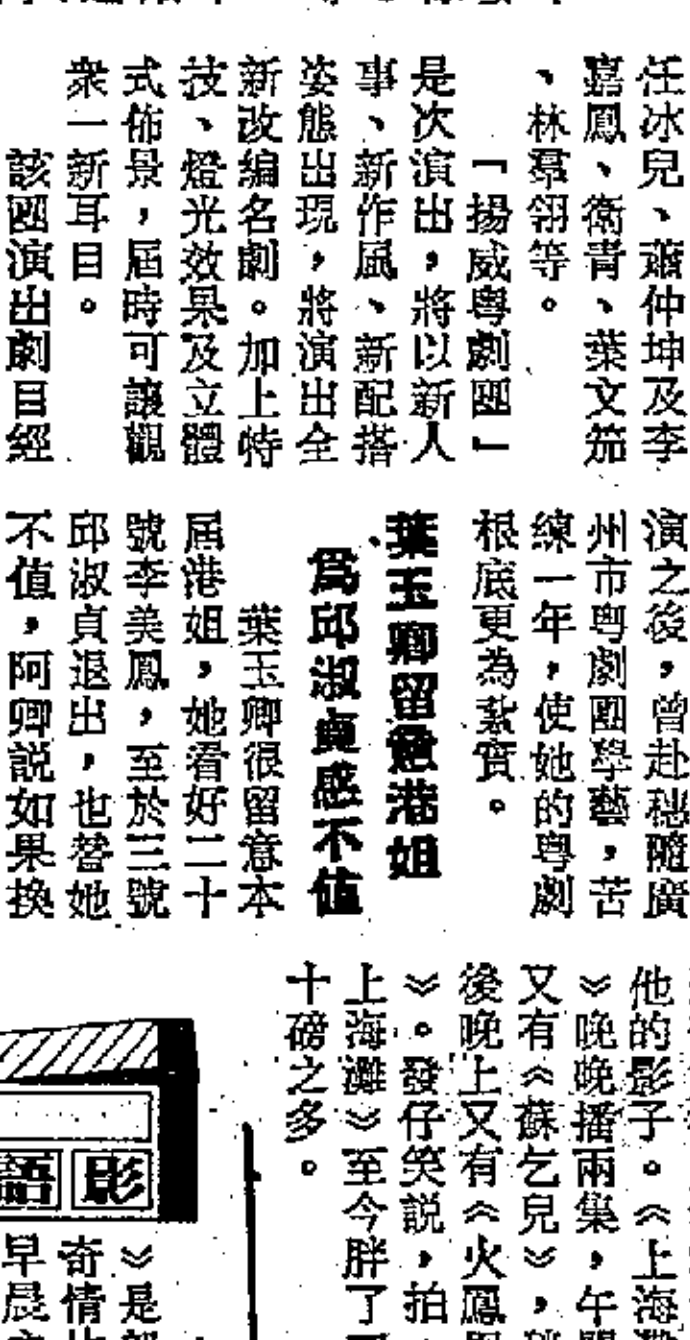 任冰兒、蕭仲坤及李
嘉鳳、衞青、葉文笳
、林羣翎等。
「揚威粵劇團」
是次演出，將以新人
事、新作風、新配搭
姿態出現，將演出全
新改編名劇。加上特
技、燈光效果及立體
式佈景，屆時可讓觀
衆一新耳目。
該團演出劇目經
演之後，曾赴穗隨廣
州市粵劇團學藝，苦
練一年，使她的粵劇
根底更為紮實。
葉玉卿留意港姐
爲邱淑貞感不值
葉玉卿很留意本
屆港姐，她看好二十
號李美鳳，至於三號
邱淑貞退出，也替她
不值，阿卿説如果換
他的影子。《上海灘
》晚晚播兩集，午間
又有《蘇乞兒》，
後晚上又有《火鳳
》。發仔笑説，拍
上海灘》至今胖了
十磅之多。
影
語
》是
奇情
早晨